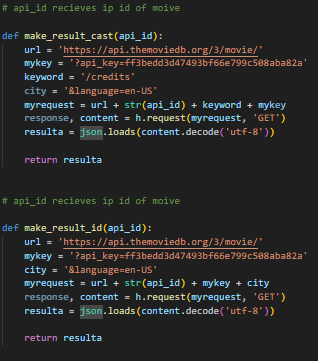 # api_id recieves ip id of moive
def make_result_cast(api_id):
    url = 'https://api.themoviedb.org/3/movie/'
    mykey = '?api_key=ff3bedd3d47493bf66e799c508aba82a'
    keyword = '/credits'
    city = '&language=en-US'
    myrequest = url + str(api_id) + keyword + mykey
    response, content = h.request(myrequest, 'GET')
    resulta = json.loads(content.decode('utf-8'))
    return resulta
# api_id recieves ip id of moive
def make_result_id(api_id):
    url = 'https://api.themoviedb.org/3/movie/'
    mykey = '?api_key=ff3bedd3d47493bf66e799c508aba82a'
    city = '&language=en-US'
    myrequest = url + str(api_id) + mykey + city
    response, content = h.request(myrequest, 'GET')
    resulta = json.loads(content.decode('utf-8'))
    return resulta